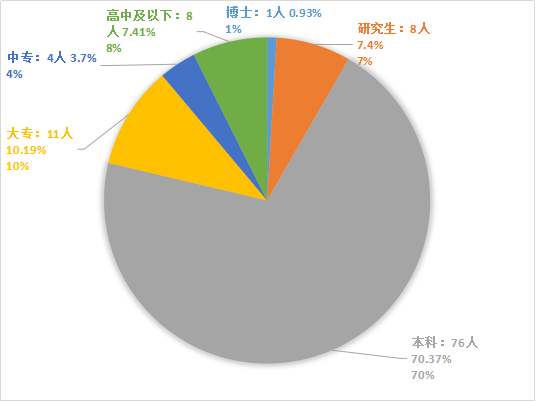 博士：1人 0.93%
1%
研究生：8人
7.4%
7%
本科：76人
70.37%
70%
大专：11人
10.19%
10%
中专：4人 3.7%
4%
高中及以下：8
人 7.41%
8%